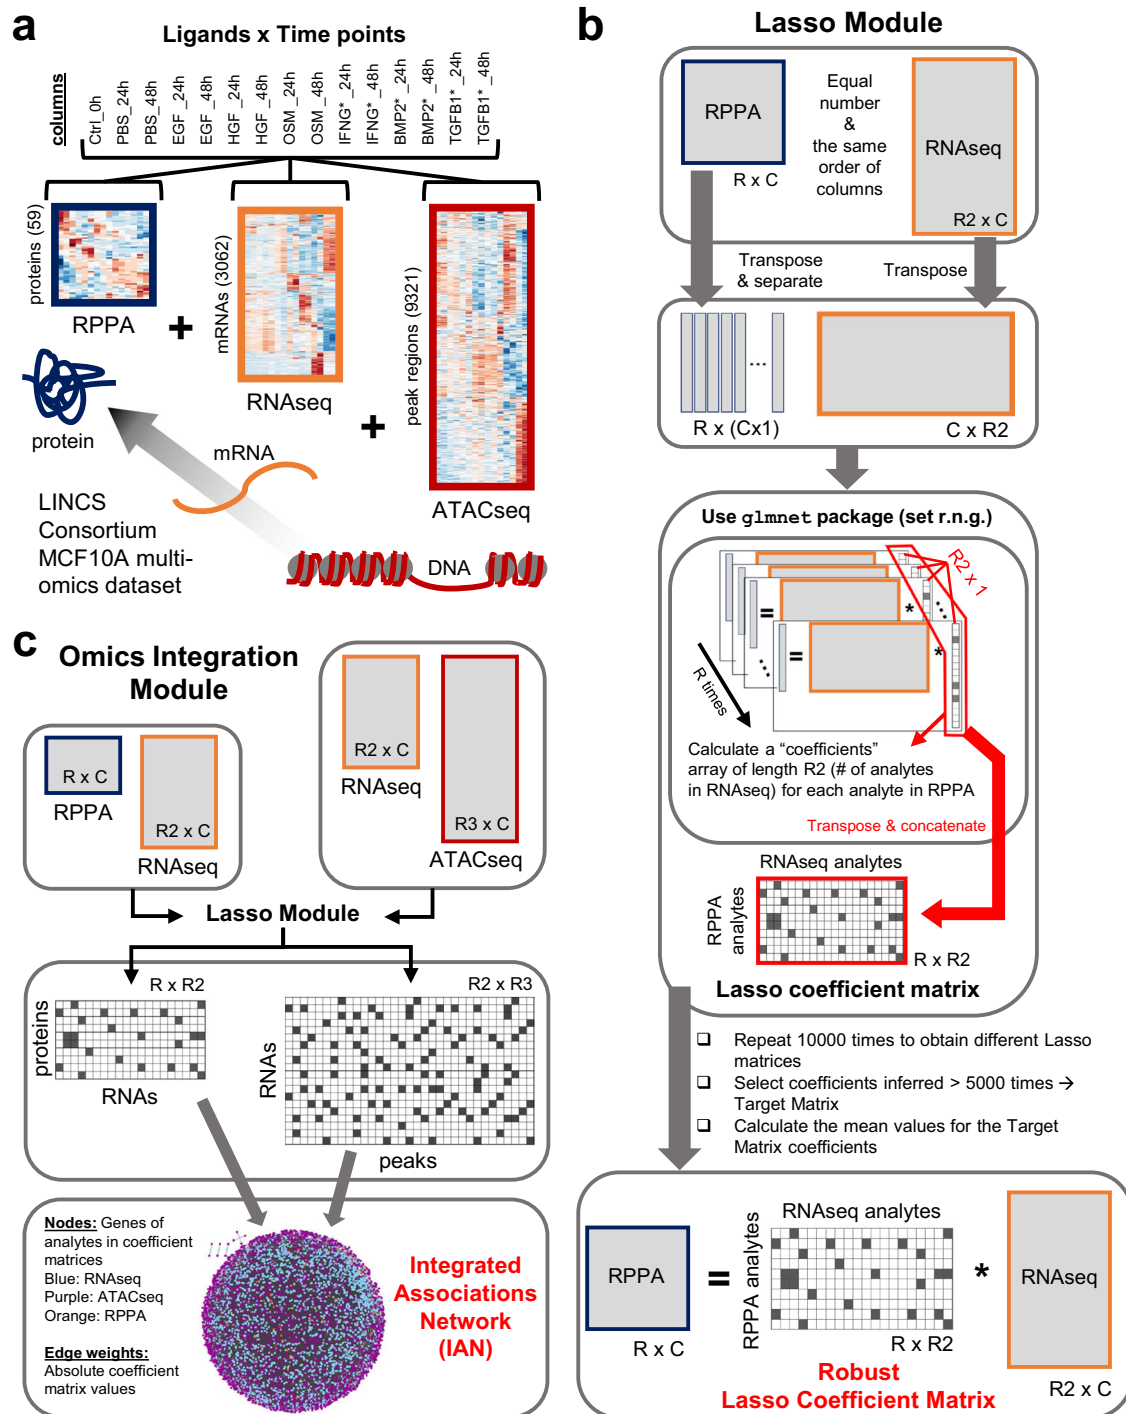 a
Ligands x Time points
columns
Ctrl_0h
PBS_24h
PBS_48h
EGF_24h
EGF_48h
HGF_24h
HGF_48h
OSM_24h
OSM_48h
IFNG*_24h
IFNG*_48h
BMP2*_24h
BMP2*_48h
TGFB1*_24h
TGFB1*_48h
proteins (59)
RPPA
+
mRNAs (3062)
RNAseq
+
peak regions (9321)
ATACseq
protein
mRNA
DNA
LINCS
Consortium
MCF10A multi-
omics dataset
b
Lasso Module
RPPA
R x C
Equal
number
&
the same
order of
columns
RNAseq
R2 x C
Transpose
& separate
Transpose
...
R x (Cx1)
C x R2
Use glmnet package (set r.n.g.)
R2 x 1
=
*
...
=
*
...
R times
Calculate a “coefficients”
array of length R2 (# of analytes
in RNAseq) for each analyte in RPPA
Transpose & concatenate
RNAseq analytes
RPPA
analytes
R x R2
Lasso coefficient matrix
❑ Repeat 10000 times to obtain different Lasso
matrices
❑ Select coefficients inferred > 5000 times →
Target Matrix
❑ Calculate the mean values for the Target
Matrix coefficients
RPPA
R x C
=
RNAseq analytes
RPPA analytes
R x R2
*
RNAseq
R2 x C
Robust
Lasso Coefficient Matrix
c
Omics Integration
Module
R x C
RPPA
R2 x C
RNAseq
R2 x C
RNAseq
R3 x C
ATACseq
Lasso Module
R x R2
proteins
RNAs
R2 x R3
RNAs
peaks
Nodes: Genes of
analytes in coefficient
matrices
Blue: RNAseq
Purple: ATACseq
Orange: RPPA
Edge weights:
Absolute coefficient
matrix values
Integrated
Associations
Network
(IAN)